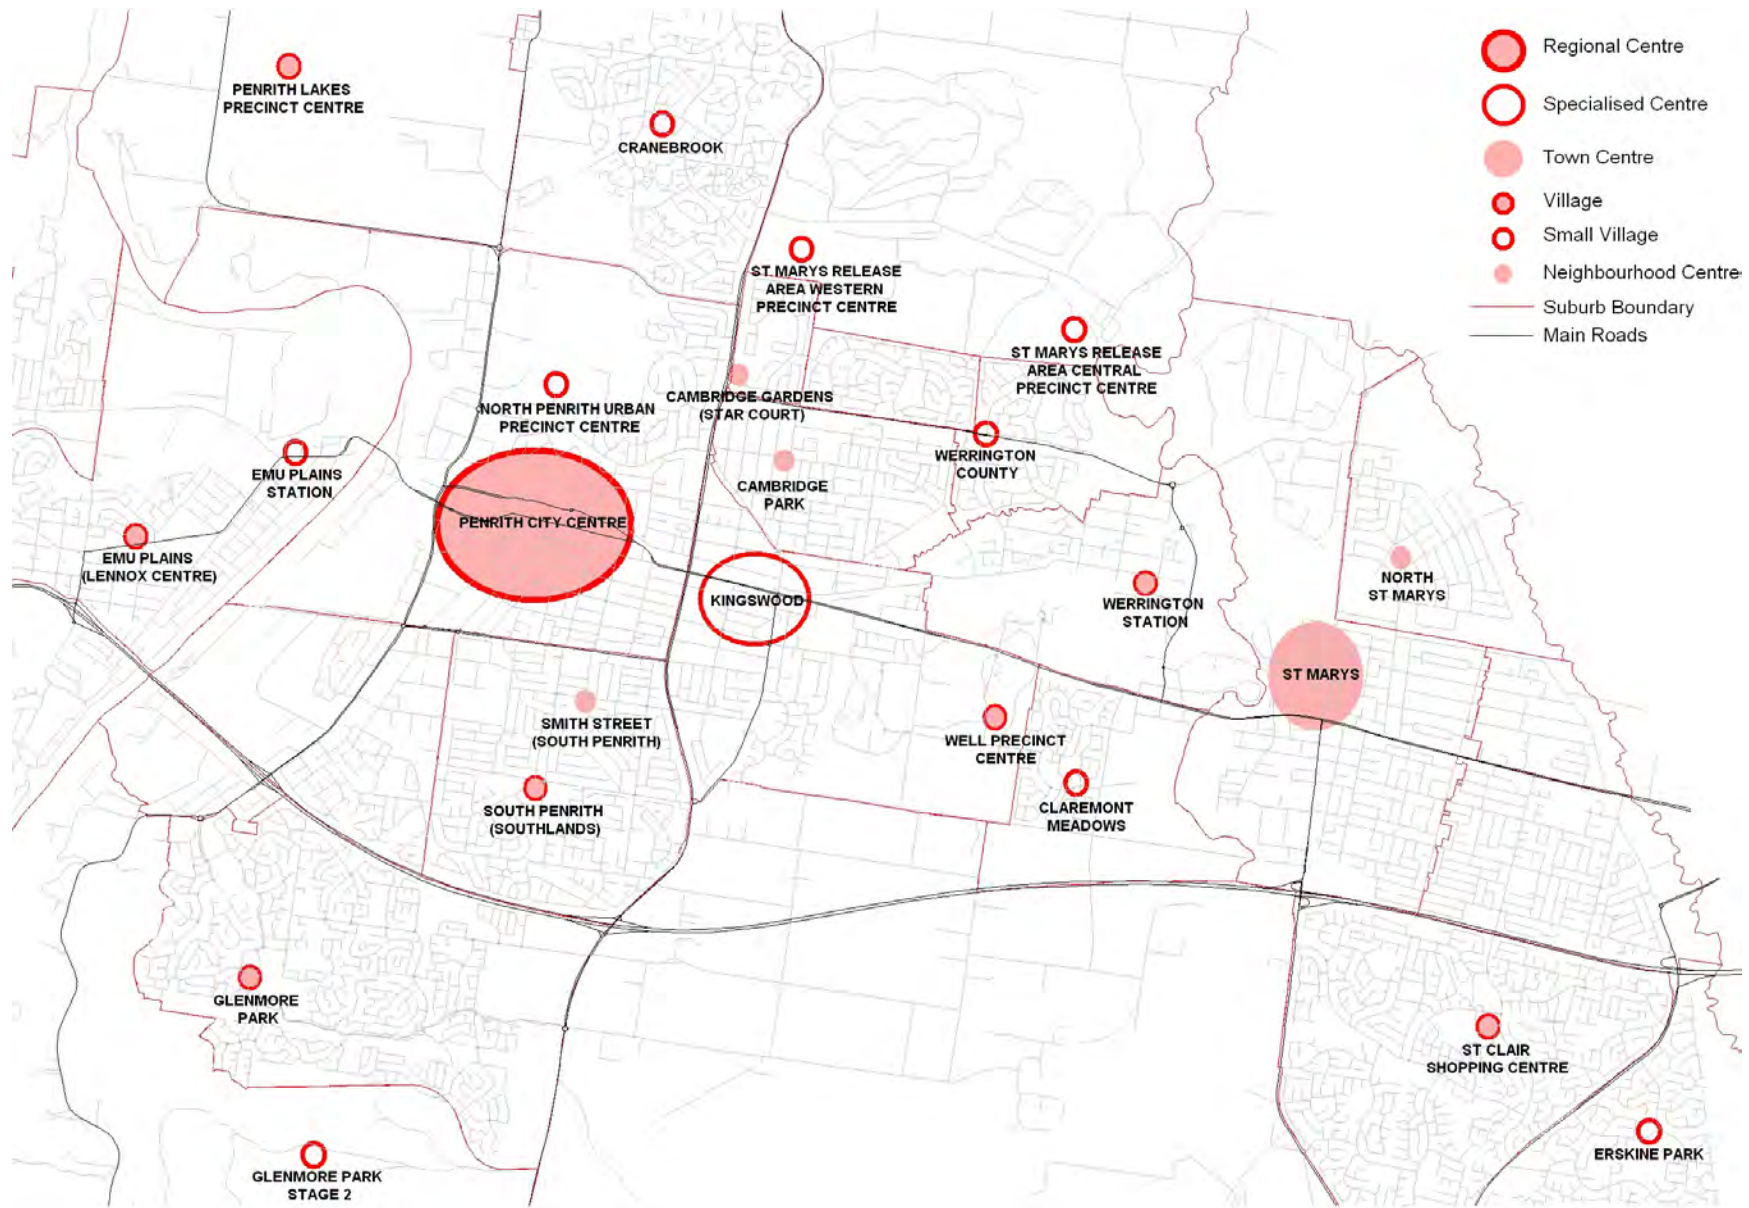 Regional Centre
Specialised Centre
Town Centre
Village
Small Village
Neighbourhood Centre
Suburb Boundary
Main Roads
PENRITH LAKES
PRECINCT CENTRE
CRANEBROOK
ST MARYS RELEASE
AREA WESTERN
PRECINCT CENTRE
ST MARYS RELEASE
AREA CENTRAL
PRECINCT CENTRE
NORTH PENRITH URBAN
PRECINCT CENTRE
CAMBRIDGE GARDENS
(STAR COURT)
WERRINGTON
COUNTY
EMU PLAINS
STATION
CAMBRIDGE
PARK
PENRITH CITY CENTRE
EMU PLAINS
(LENNOX CENTRE)
KINGSWOOD
WERRINGTON
STATION
NORTH
ST MARYS
ST MARYS
SMITH STREET
(SOUTH PENRITH)
WELL PRECINCT
CENTRE
SOUTH PENRITH
(SOUTHLANDS)
CLAREMONT
MEADOWS
GLENMORE
PARK
ST CLAIR
SHOPPING CENTRE
ERSKINE PARK
GLENMORE PARK
STAGE 2